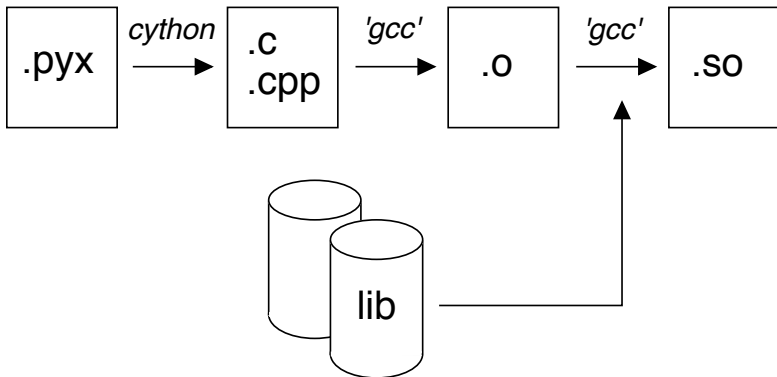 cython
'gcc'
'gcc'
.pyx
.c
.cpp
.o
.so
lib